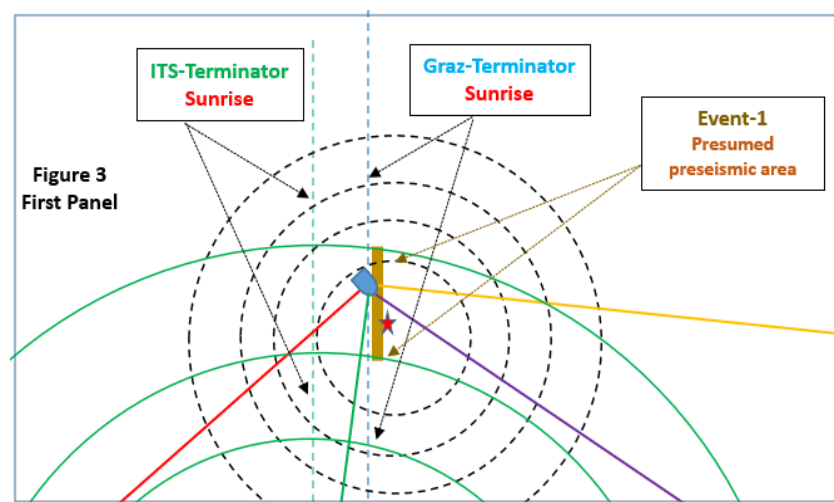 ITS-Terminator
Sunrise
Graz-Terminator
Sunrise
Event-1
Presumed
preseismic area
Figure 3
First Panel